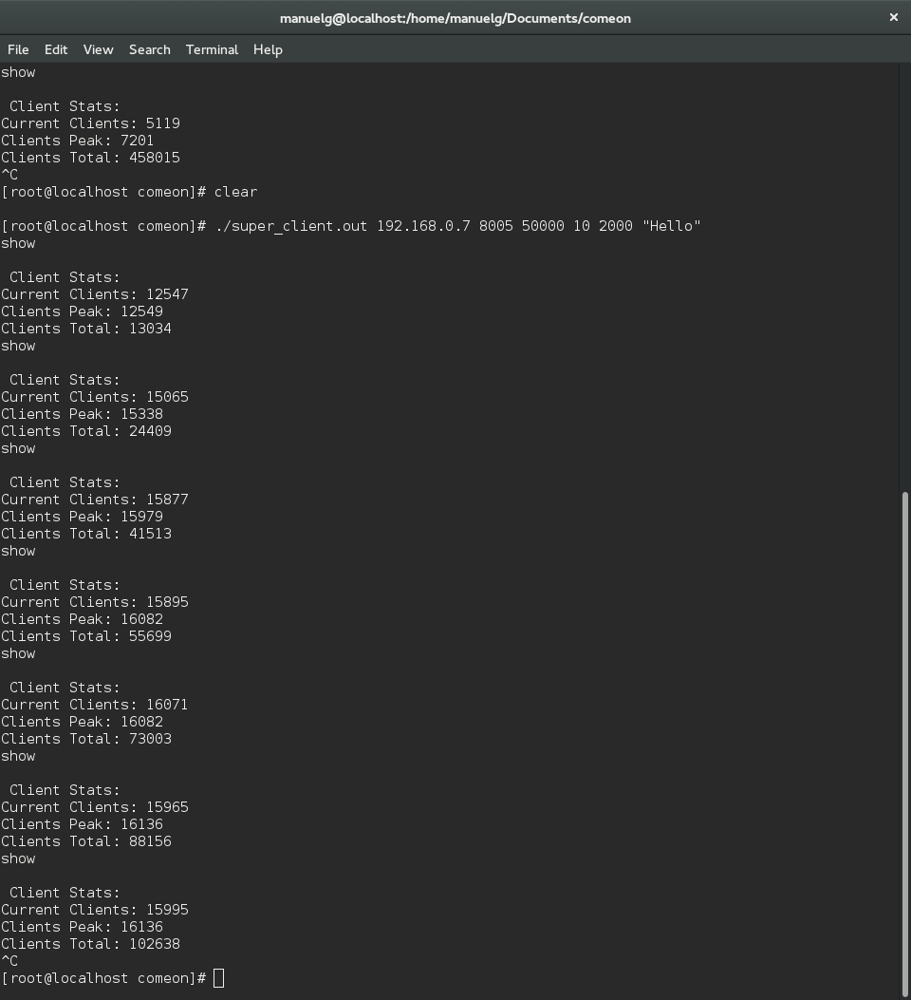 manuelg@localhost:/home/manuelg/Documents/comeon ×
File Edit View Search Terminal Help
show
Client Stats:
Current Clients: 5119
Clients Peak: 7201
Clients Total: 458015
^C
[root@localhost comeon]# clear
[root@localhost comeon]# ./super_client.out 192.168.0.7 8005 50000 10 2000 "Hello"
show
Client Stats:
Current Clients: 12547
Clients Peak: 12549
Clients Total: 13034
show
Client Stats:
Current Clients: 15065
Clients Peak: 15338
Clients Total: 24409
show
Client Stats:
Current Clients: 15877
Clients Peak: 15979
Clients Total: 41513
show
Client Stats:
Current Clients: 15895
Clients Peak: 16082
Clients Total: 55699
show
Client Stats:
Current Clients: 16071
Clients Peak: 16082
Clients Total: 73003
show
Client Stats:
Current Clients: 15965
Clients Peak: 16136
Clients Total: 88156
show
Client Stats:
Current Clients: 15995
Clients Peak: 16136
Clients Total: 102638
^C
[root@localhost comeon]#